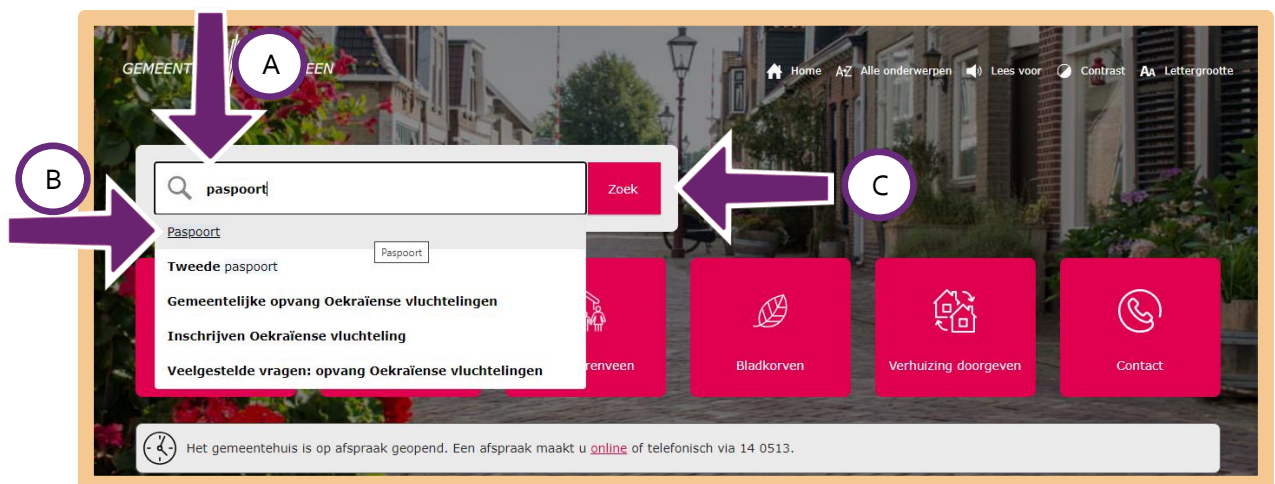 A
GEMEENT EEN
Home AZ Alle onderwerpen Lees voor Contrast AA Lettergrootte
B
paspoort
Zoek
C
Paspoort
Paspoort
Tweede paspoort
Gemeentelijke opvang Oekraïense vluchtelingen
Inschrijven Oekraïense vluchteling
Veelgestelde vragen: opvang Oekraïense vluchtelingen
renveen
Bladkorven
Verhuizing doorgeven
Contact
Het gemeentehuis is op afspraak geopend. Een afspraak maakt u online of telefonisch via 14 0513.